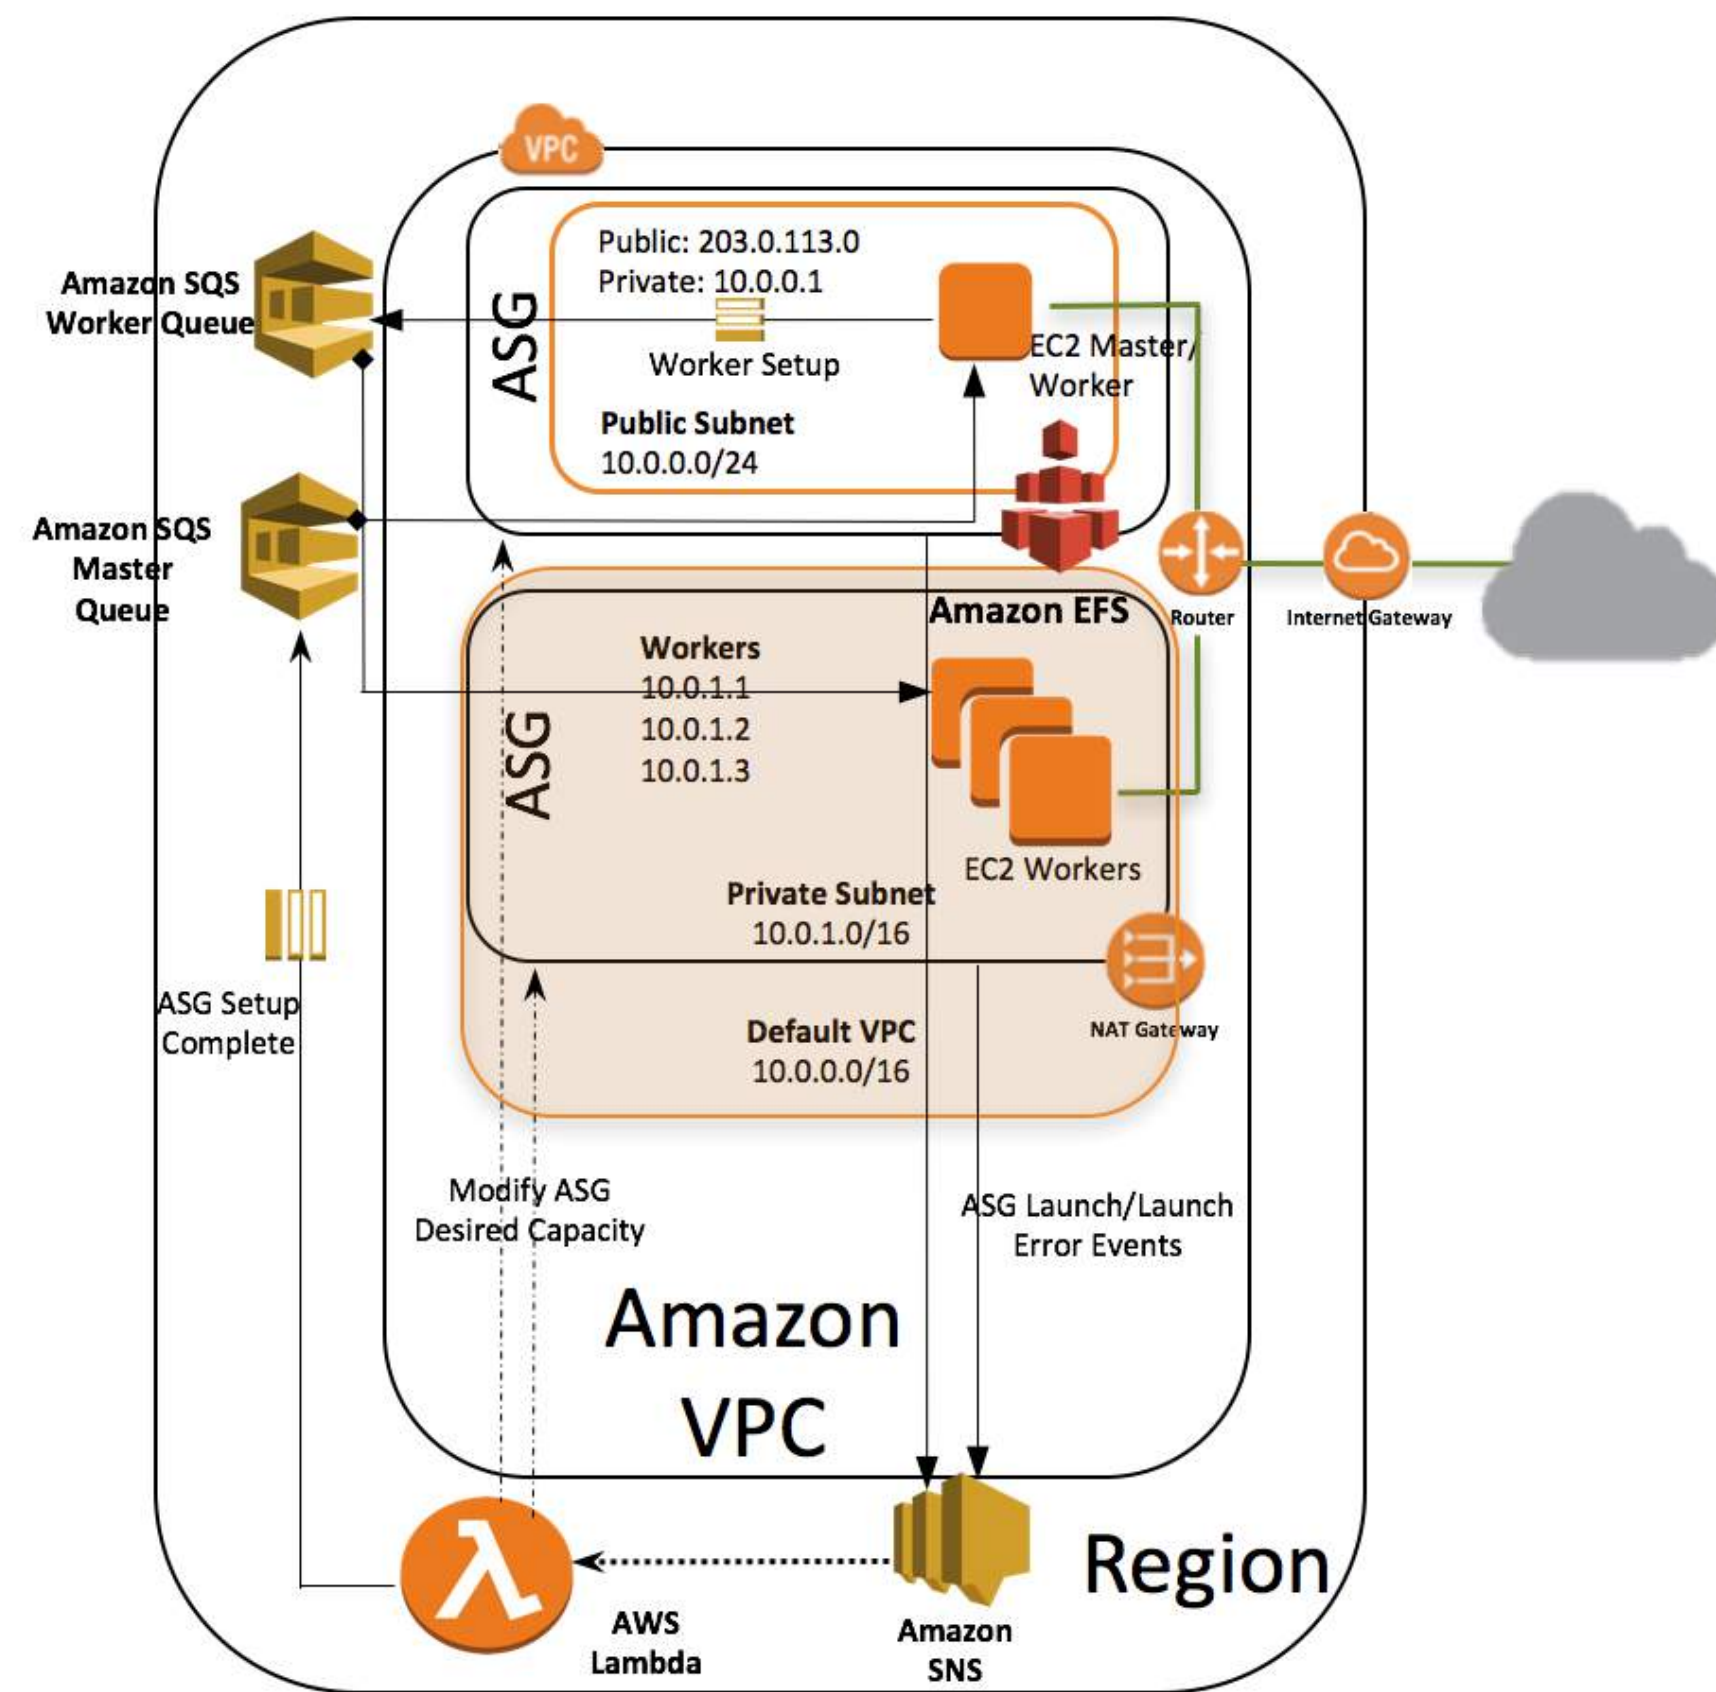 VPC
Public: 203.0.113.0
Private: 10.0.0.1
Amazon SQS
Worker Queue
ASG
Worker Setup
EC2 Master/
Worker
Public Subnet
10.0.0.0/24
Amazon SQS
Master
Queue
Amazon EFS
Router
Internet Gateway
Workers
10.0.1.1
10.0.1.2
10.0.1.3
ASG
EC2 Workers
Private Subnet
10.0.1.0/16
NAT Gateway
Default VPC
10.0.0.0/16
ASG Setup
Complete
Modify ASG
Desired Capacity
ASG Launch/Launch
Error Events
Amazon
VPC
Region
AWS
Lambda
Amazon
SNS